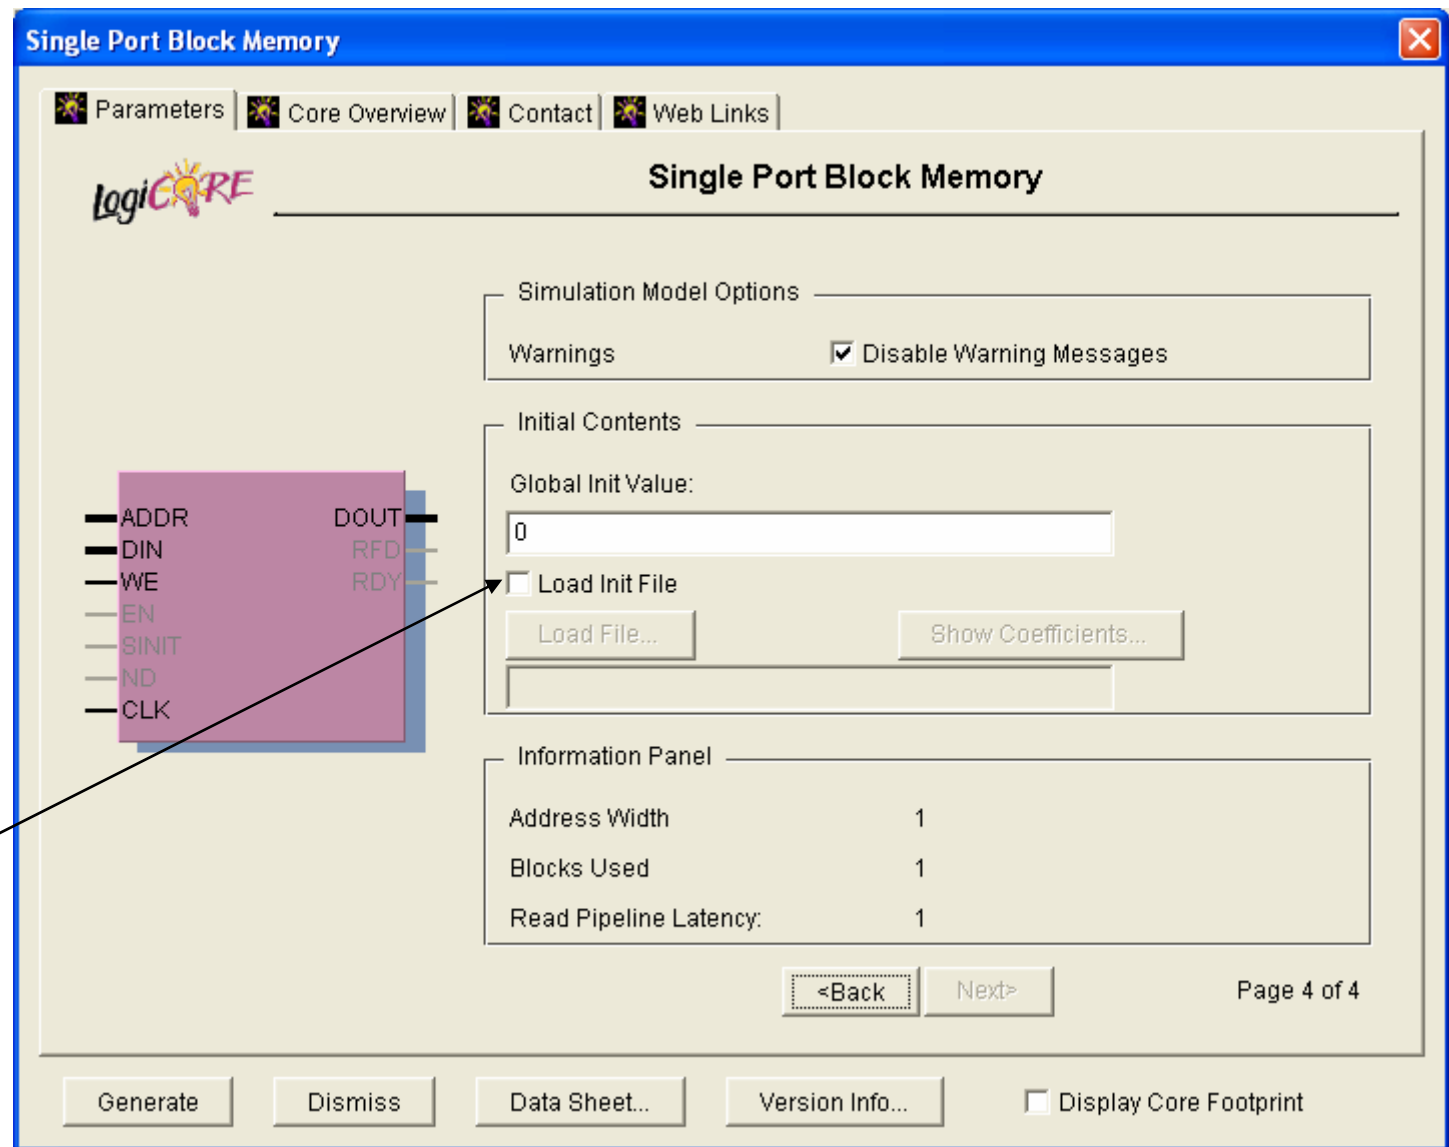 Single Port Block Memory
Parameters Core Overview Contact Web Links
LogiCORE
Single Port Block Memory
Simulation Model Options
Warnings Disable Warning Messages
Initial Contents
Global Init Value:
0
Load Init File
Load File... Show Coefficients...
ADDR DOUT
DIN RFD
WE RDY
EN
SINIT
ND
CLK
Information Panel
Address Width 1
Blocks Used 1
Read Pipeline Latency: 1
<Back Next> Page 4 of 4
Generate Dismiss Data Sheet... Version Info... Display Core Footprint